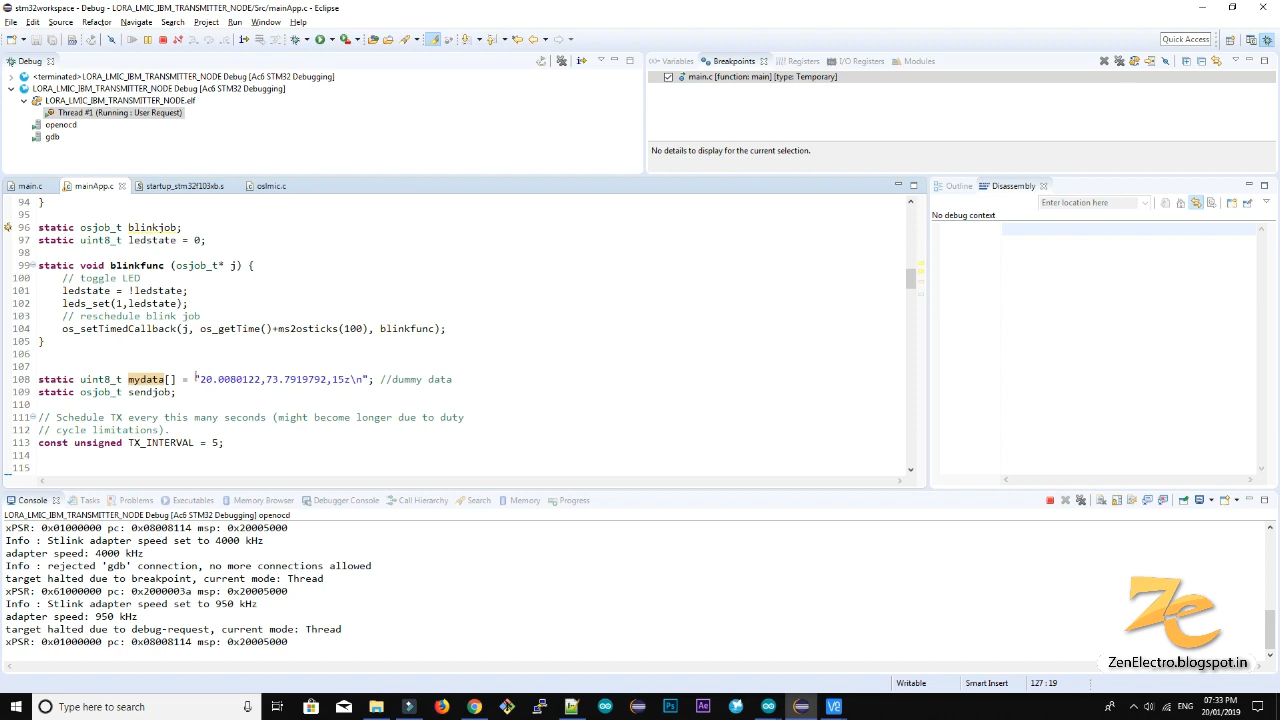 stm32workspace - Debug - LORA_LMIC_IBM_TRANSMITTER_NODE/Src/mainApp.c - Eclipse
File Edit Source Refactor Navigate Search Project Run Window Help
Quick Access
Debug
<terminated> LORA_LMIC_IBM_TRANSMITTER_NODE Debug [Ac6 STM32 Debugging]
LORA_LMIC_IBM_TRANSMITTER_NODE Debug [Ac6 STM32 Debugging]
LORA_LMIC_IBM_TRANSMITTER_NODE.elf
Thread #1 (Running : User Request)
openocd
gdb
Variables Breakpoints Registers I/O Registers Modules
main.c [function: main] [type: Temporary]
No details to display for the current selection.
main.c mainApp.c startup_stm32f103xb.s oslmic.c
94 }
95
96 static osjob_t blinkjob;
97 static uint8_t ledstate = 0;
98
99 static void blinkfunc (osjob_t* j) {
100 // toggle LED
101 ledstate = !ledstate;
102 leds_set(1,ledstate);
103 // reschedule blink job
104 os_setTimedCallback(j, os_getTime()+ms2osticks(100), blinkfunc);
105 }
106
107
108 static uint8_t mydata[] = "20.0080122,73.7919792,15z\n"; //dummy data
109 static osjob_t sendjob;
110
111 // Schedule TX every this many seconds (might become longer due to duty
112 // cycle limitations).
113 const unsigned TX_INTERVAL = 5;
114
115
Outline Disassembly
Enter location here
No debug context
Console Tasks Problems Executables Memory Browser Debugger Console Call Hierarchy Search Memory Progress
LORA_LMIC_IBM_TRANSMITTER_NODE Debug [Ac6 STM32 Debugging] openocd
xPSR: 0x01000000 pc: 0x08008114 msp: 0x20005000
Info : Stlink adapter speed set to 4000 kHz
adapter speed: 4000 kHz
Info : rejected 'gdb' connection, no more connections allowed
target halted due to breakpoint, current mode: Thread
xPSR: 0x61000000 pc: 0x2000003a msp: 0x20005000
Info : Stlink adapter speed set to 950 kHz
adapter speed: 950 kHz
target halted due to debug-request, current mode: Thread
xPSR: 0x01000000 pc: 0x08008114 msp: 0x20005000
Ze
ZenElectro.blogspot.in
Writable Smart Insert 127 : 19
Type here to search
Ps Ae
ENG
07:33 PM
20/01/2019